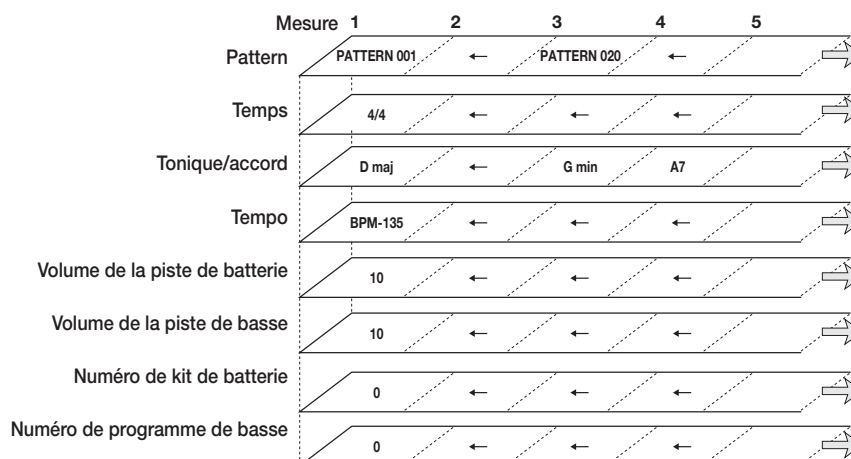 Mesure 1 2 3 4 5
Pattern PATTERN 001 ← PATTERN 020 ←
Temps 4/4 ← ← ←
Tonique/accord D maj ← G min A7
Tempo BPM-135 ← ← ←
Volume de la piste de batterie 10 ← ← ←
Volume de la piste de basse 10 ← ← ←
Numéro de kit de batterie 0 ← ← ←
Numéro de programme de basse 0 ← ← ←